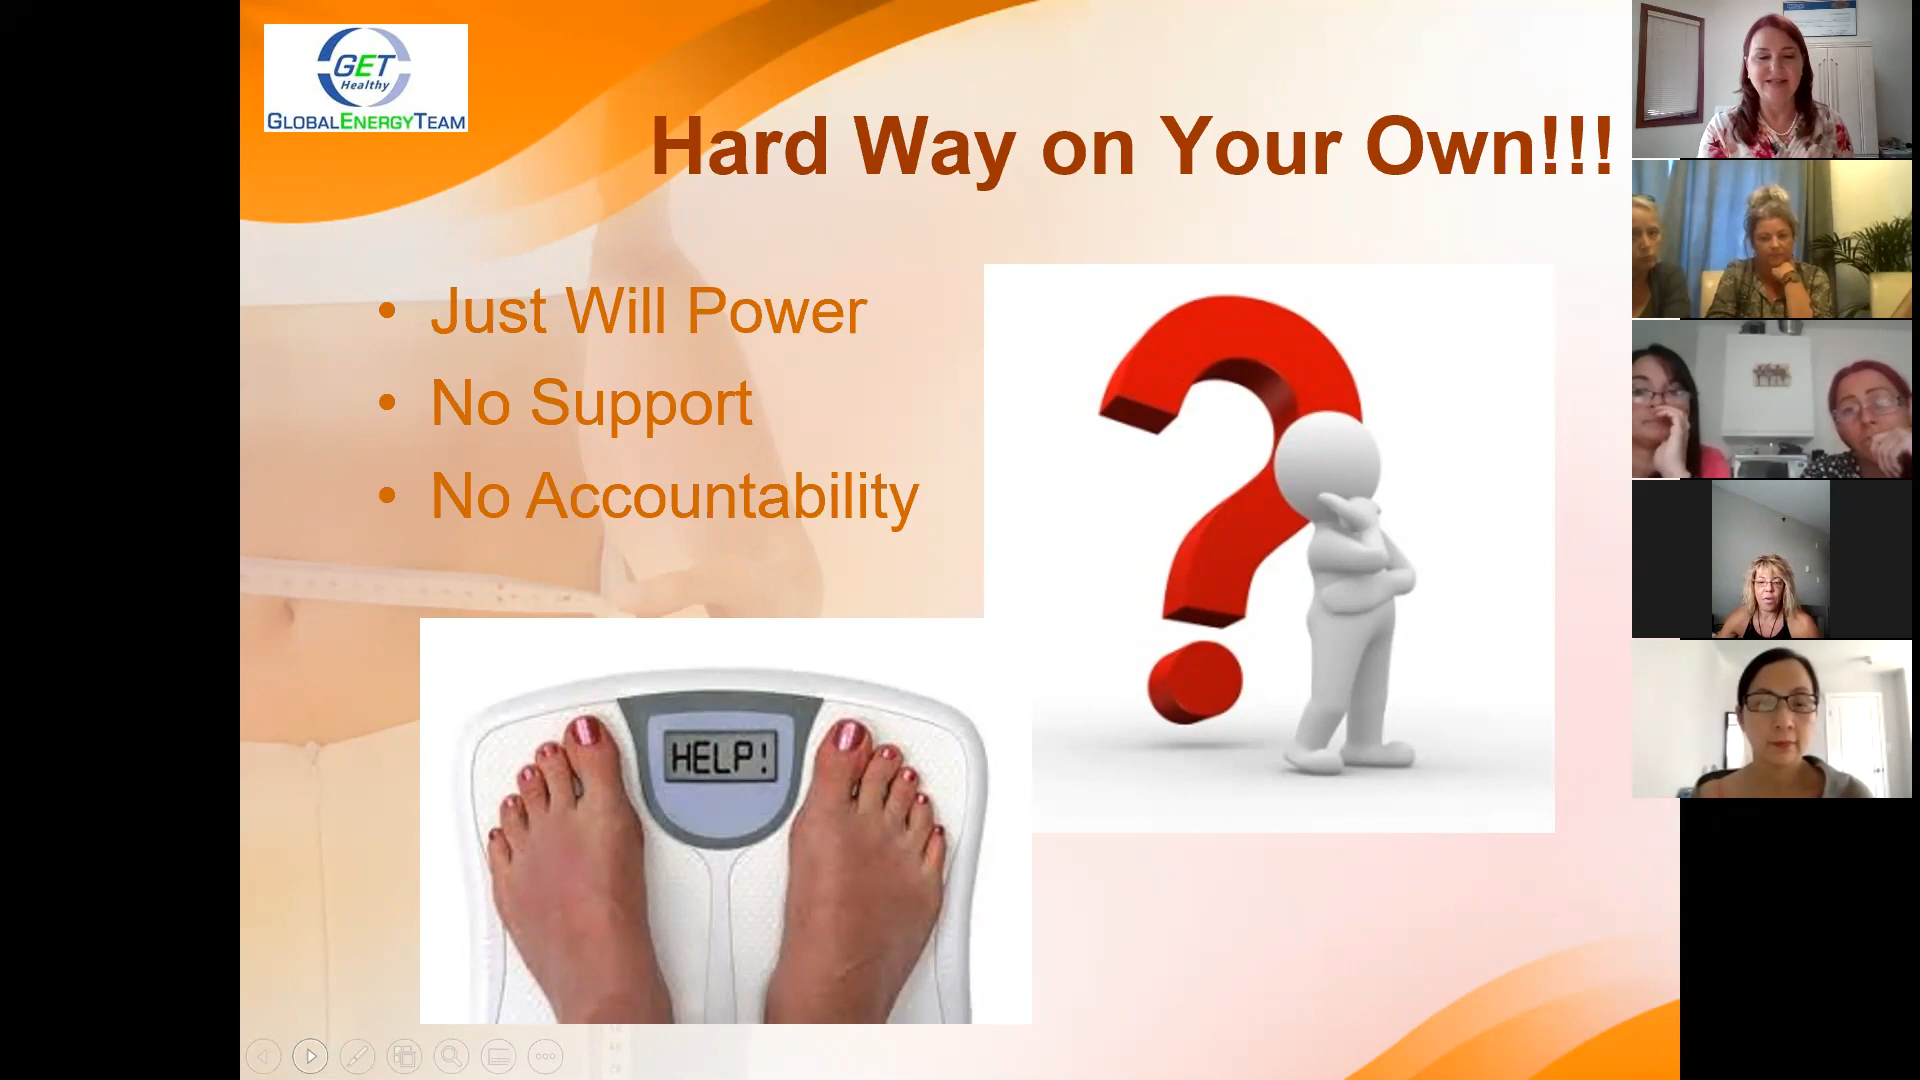 GET
Healthy
GLOBALENERGYTEAM
Hard Way on Your Own!!!
• Just Will Power
• No Support
• No Accountability
HELP!